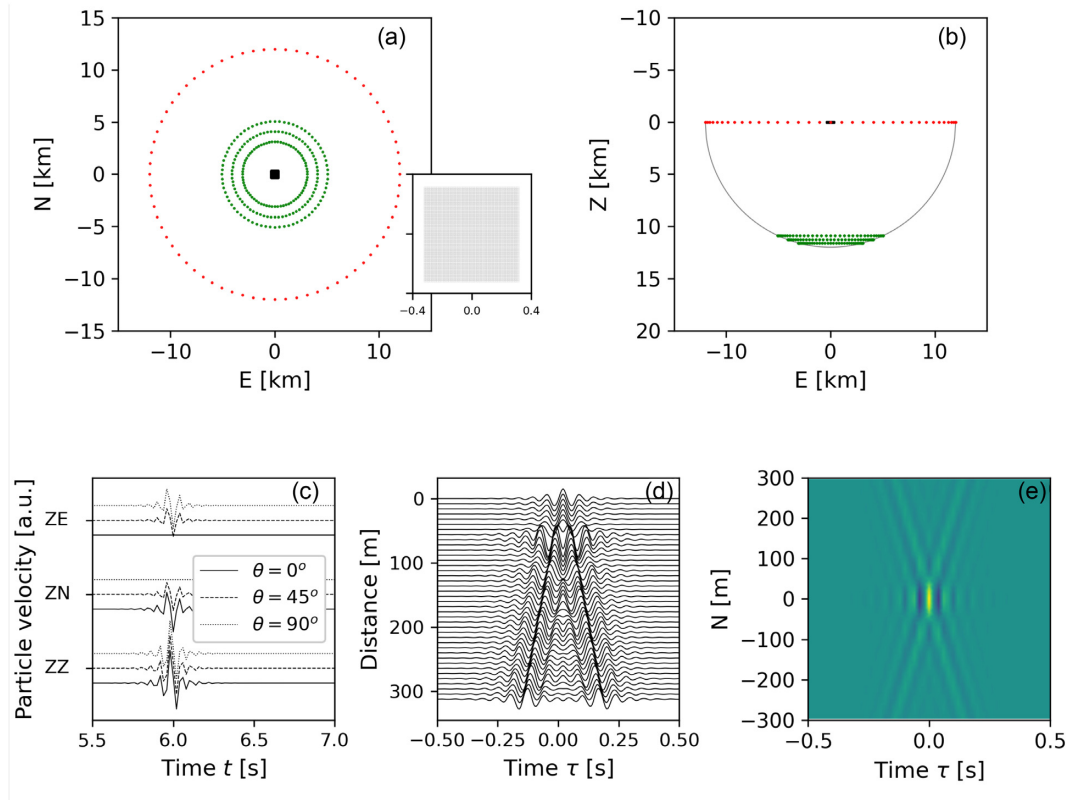 (a)
15
10
5
0
−5
−10
−15
N [km]
−10 0 10
E [km]
−0.4 0.0 0.4
(b)
−10
−5
0
5
10
15
20
Z [km]
−10 0 10
E [km]
(c)
Particle velocity [a.u.]
ZE
ZN
ZZ
θ = 0°
θ = 45°
θ = 90°
5.5 6.0 6.5 7.0
Time t [s]
(d)
Distance [m]
0
100
200
300
−0.50 −0.25 0.00 0.25 0.50
Time τ [s]
(e)
N [m]
300
200
100
0
−100
−200
−300
−0.5 0.0 0.5
Time τ [s]